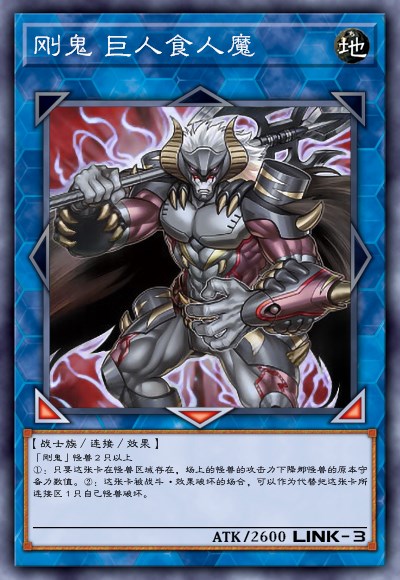 刚鬼 巨人食人魔
地
【战士族／连接／效果】
「刚鬼」怪兽2只以上
①：只要这张卡在怪兽区域存在，场上的怪兽的攻击力下降那怪兽的原本守
备力数值。②：这张卡被战斗·效果破坏的场合，可以作为代替把这张卡所
连接区1只自己怪兽破坏。
ATK/2600 LINK-3